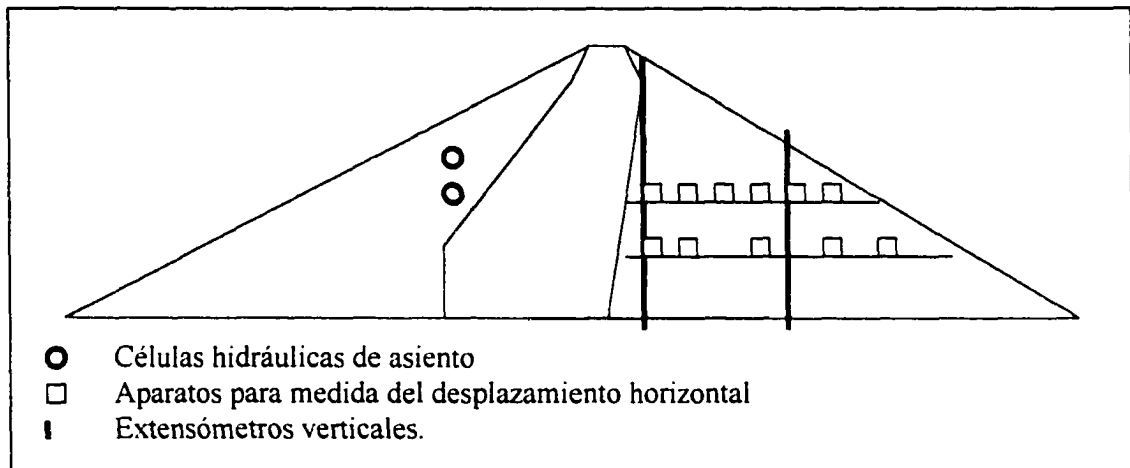 Células hidráulicas de asiento
Aparatos para medida del desplazamiento horizontal
Extensómetros verticales.